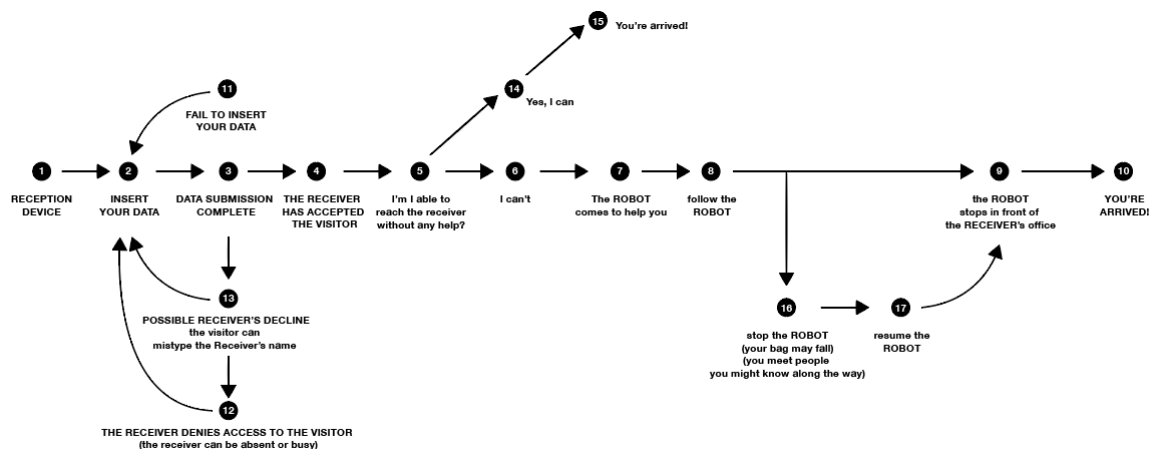 15
You're arrived!
11
FAIL TO INSERT
YOUR DATA
14
Yes, I can
1
RECEPTION
DEVICE
2
INSERT
YOUR DATA
3
DATA SUBMISSION
COMPLETE
4
THE RECEIVER
HAS ACCEPTED
THE VISITOR
5
I'm I able to
reach the receiver
without any help?
6
I can't
7
The ROBOT
comes to help you
8
follow the
ROBOT
9
the ROBOT
stops in front of
the RECEIVER's office
10
YOU'RE
ARRIVED!
13
POSSIBLE RECEIVER'S DECLINE
the visitor can
mistype the Receiver's name
16
stop the ROBOT
(your bag may fall)
(you meet people
you might know along the way)
17
resume the
ROBOT
12
THE RECEIVER DENIES ACCESS TO THE VISITOR
(the receiver can be absent or busy)